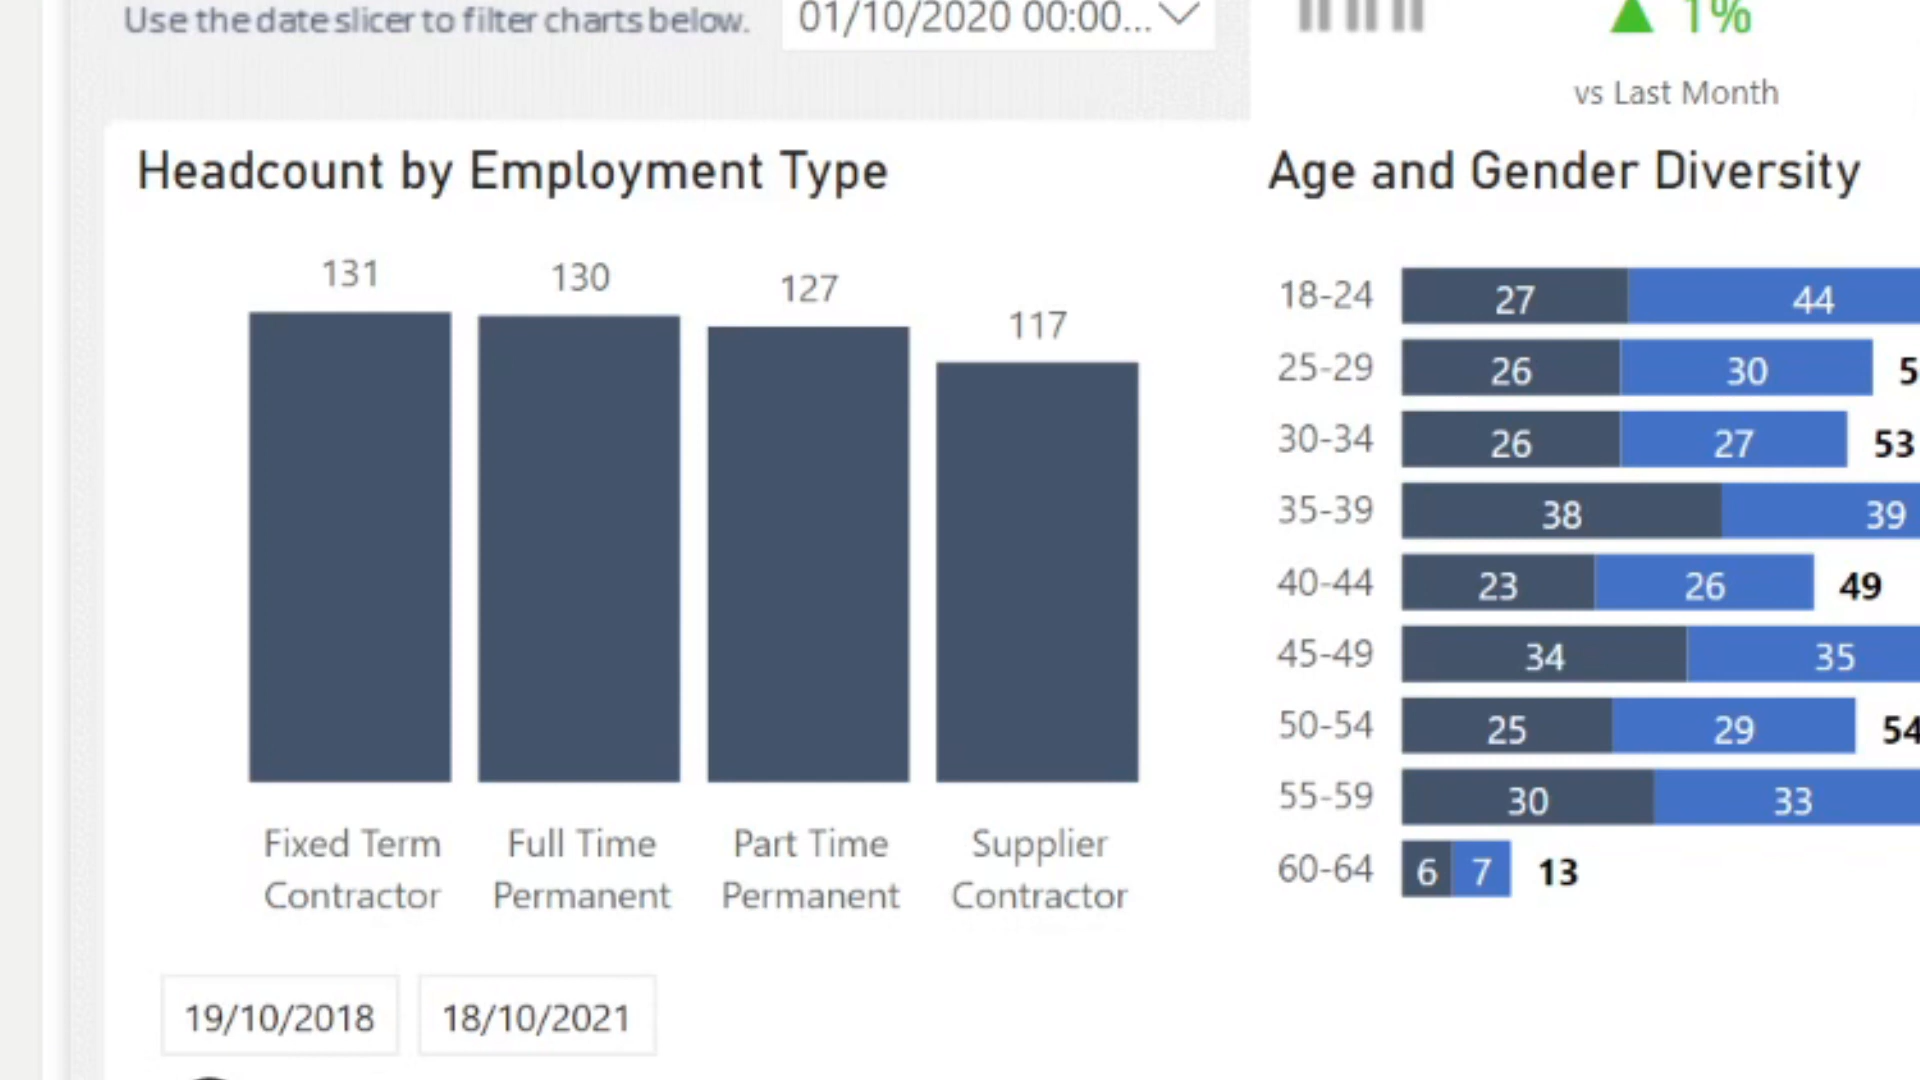 Use the date slicer to filter charts below.
01/10/2020 00:00...
1%
vs Last Month
Headcount by Employment Type
131
130
127
117
Fixed Term
Contractor
Full Time
Permanent
Part Time
Permanent
Supplier
Contractor
19/10/2018
18/10/2021
Age and Gender Diversity
18-24 27 44
25-29 26 30 5
30-34 26 27 53
35-39 38 39
40-44 23 26 49
45-49 34 35
50-54 25 29 54
55-59 30 33
60-64 6 7 13